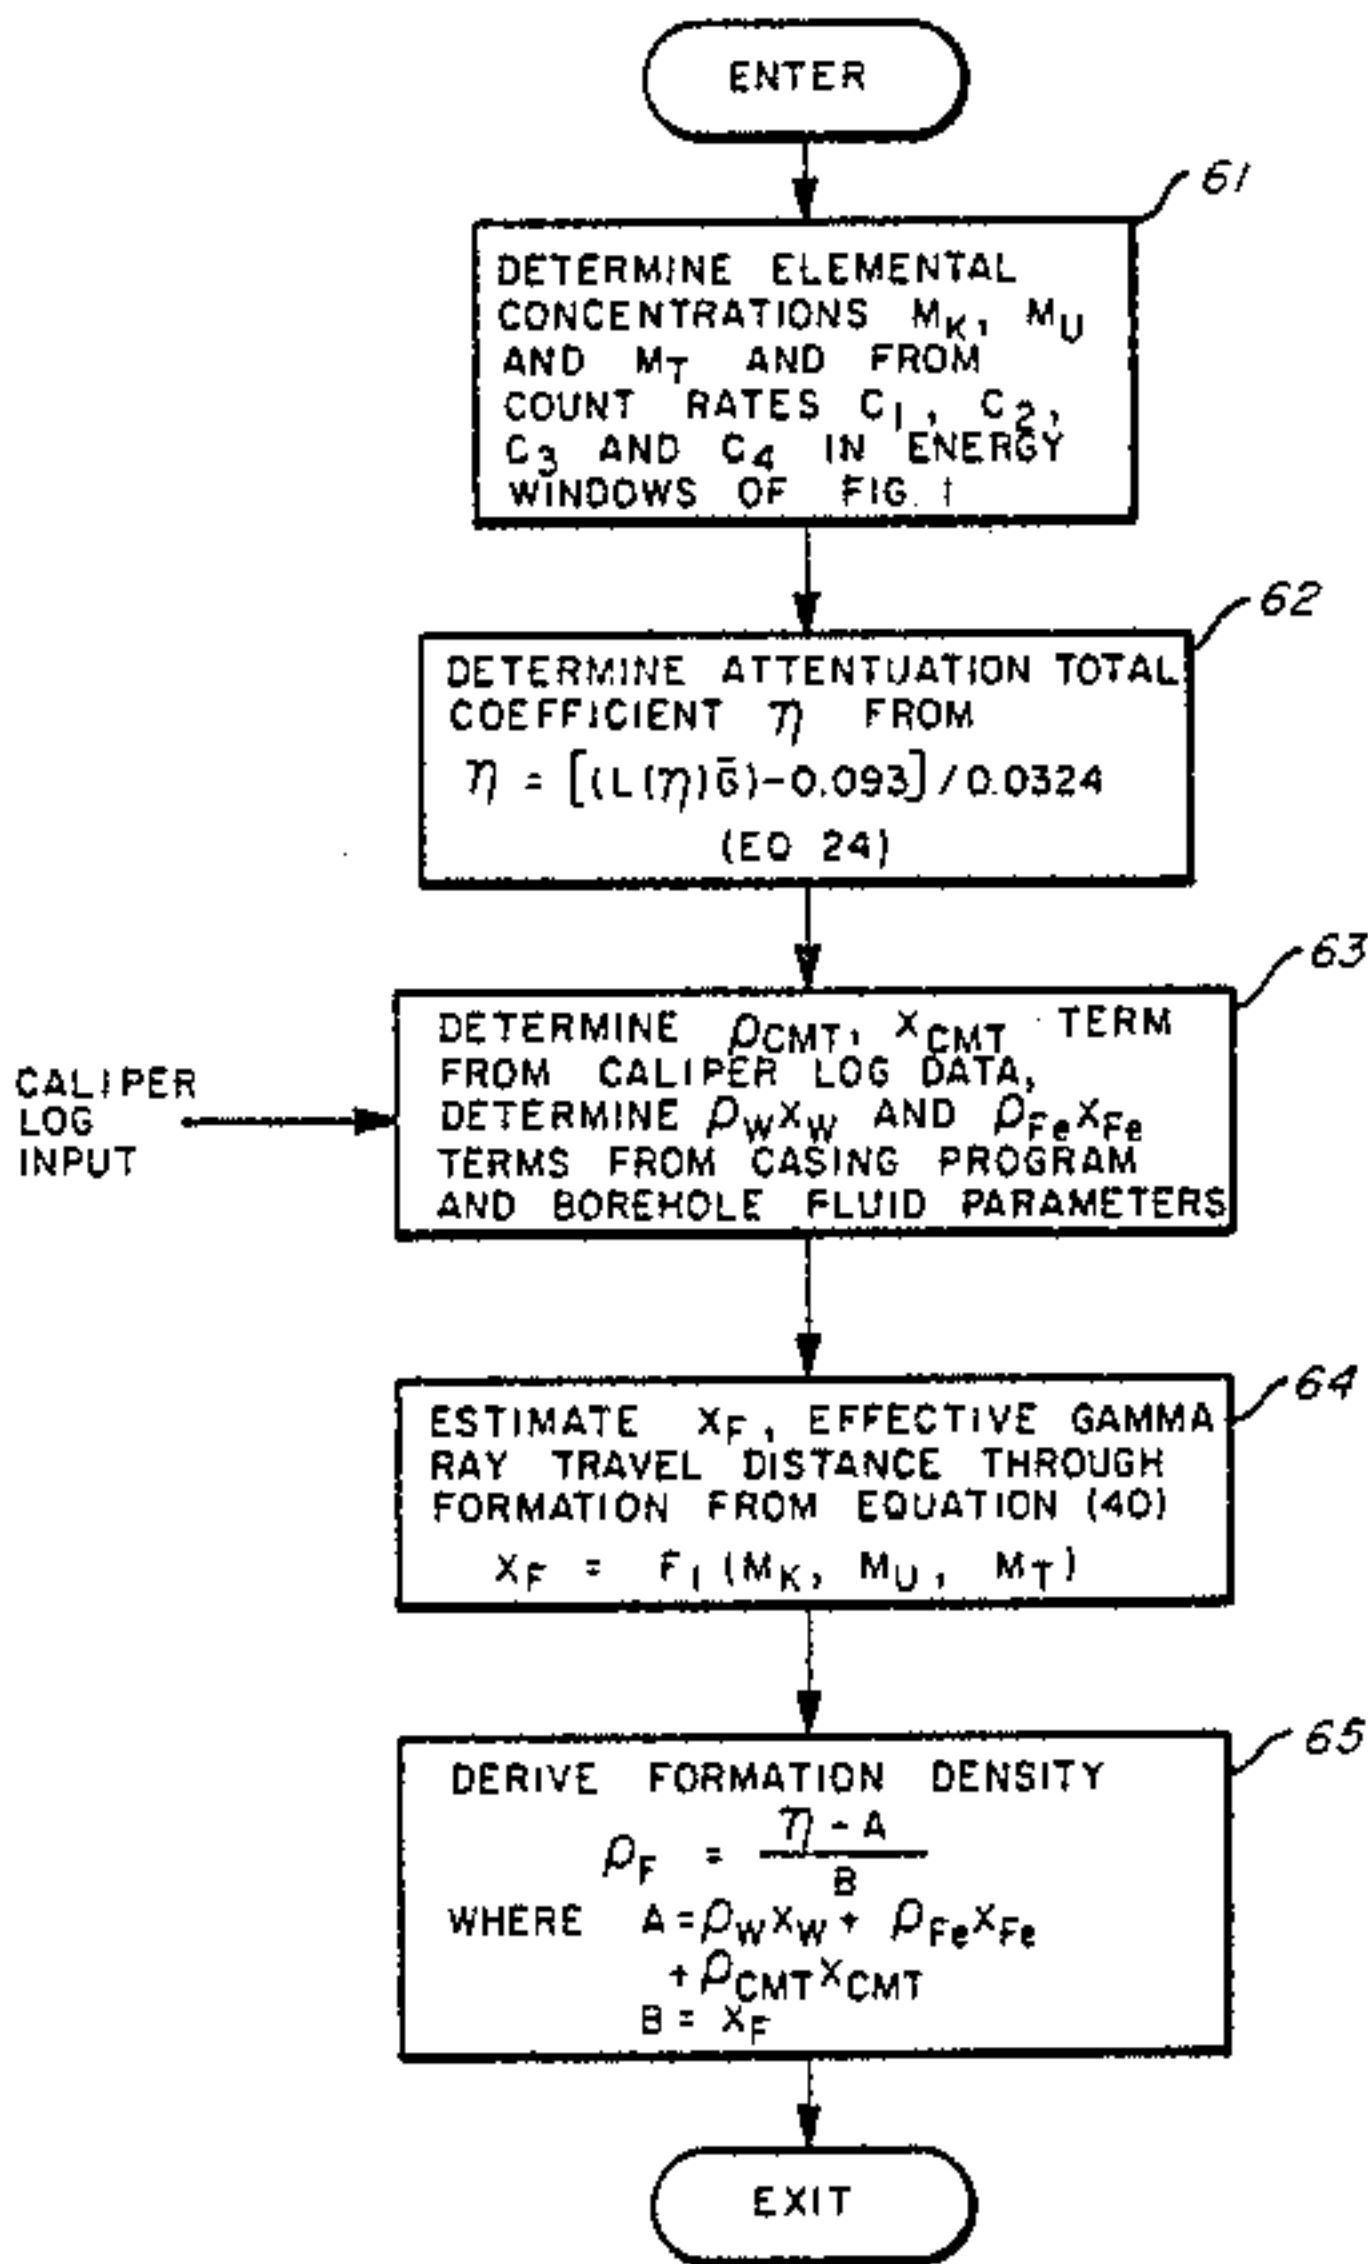 ENTER
61
DETERMINE ELEMENTAL
CONCENTRATIONS M_K, M_U
AND M_T AND FROM
COUNT RATES C_1, C_2,
C_3 AND C_4 IN ENERGY
WINDOWS OF FIG. 1
62
DETERMINE ATTENTUATION TOTAL
COEFFICIENT η FROM
η = [(L(η)G̅)-0.093]/0.0324
(EQ 24)
63
DETERMINE ρ_CMT, X_CMT TERM
FROM CALIPER LOG DATA,
DETERMINE ρ_W X_W AND ρ_Fe X_Fe
TERMS FROM CASING PROGRAM
AND BOREHOLE FLUID PARAMETERS
CALIPER
LOG
INPUT
64
ESTIMATE X_F, EFFECTIVE GAMMA
RAY TRAVEL DISTANCE THROUGH
FORMATION FROM EQUATION (40)
X_F = F_1 (M_K, M_U, M_T)
65
DERIVE FORMATION DENSITY
ρ_F = (η - A)/B
WHERE A = ρ_W X_W + ρ_Fe X_Fe
+ ρ_CMT X_CMT
B = X_F
EXIT